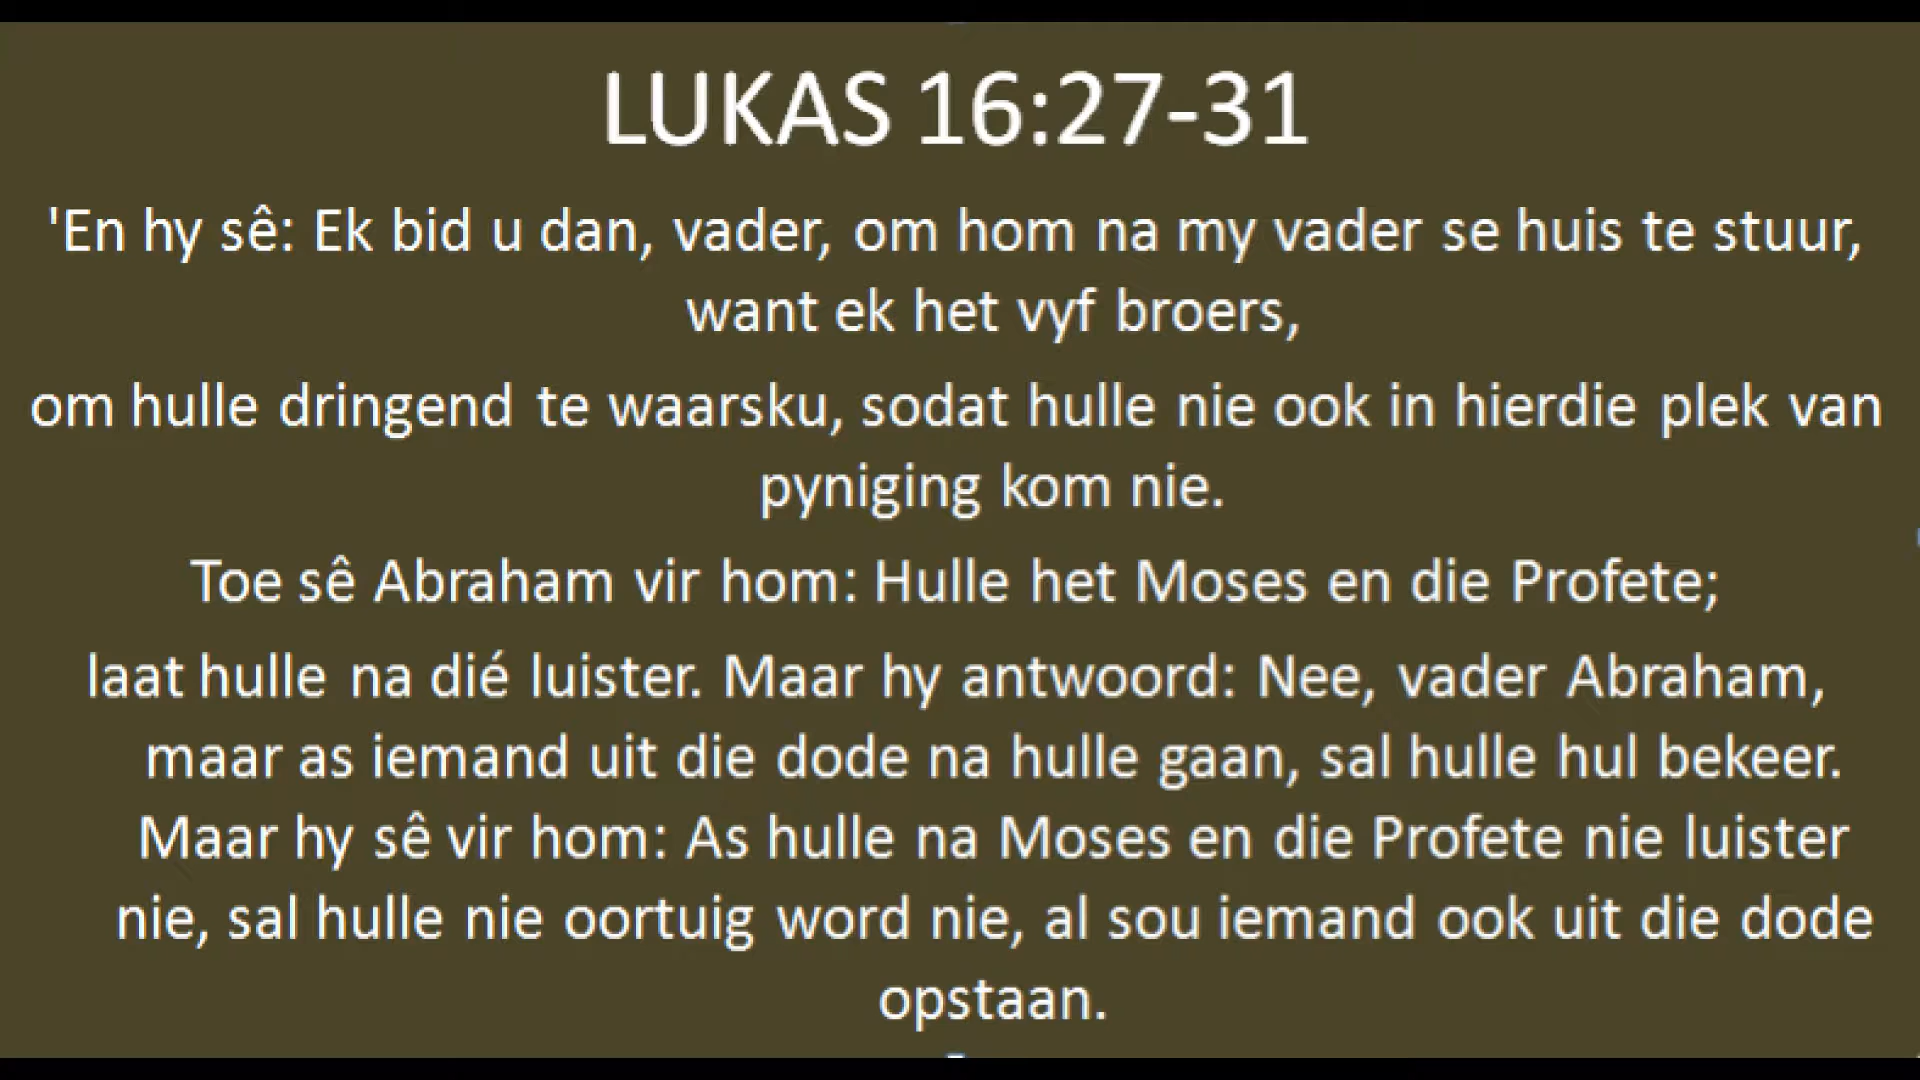 LUKAS 16:27-31
'En hy sê: Ek bid u dan, vader, om hom na my vader se huis te stuur,
want ek het vyf broers,
om hulle dringend te waarsku, sodat hulle nie ook in hierdie plek van
pyniging kom nie.
Toe sê Abraham vir hom: Hulle het Moses en die Profete;
laat hulle na dié luister. Maar hy antwoord: Nee, vader Abraham,
maar as iemand uit die dode na hulle gaan, sal hulle hul bekeer.
Maar hy sê vir hom: As hulle na Moses en die Profete nie luister
nie, sal hulle nie oortuig word nie, al sou iemand ook uit die dode
opstaan.